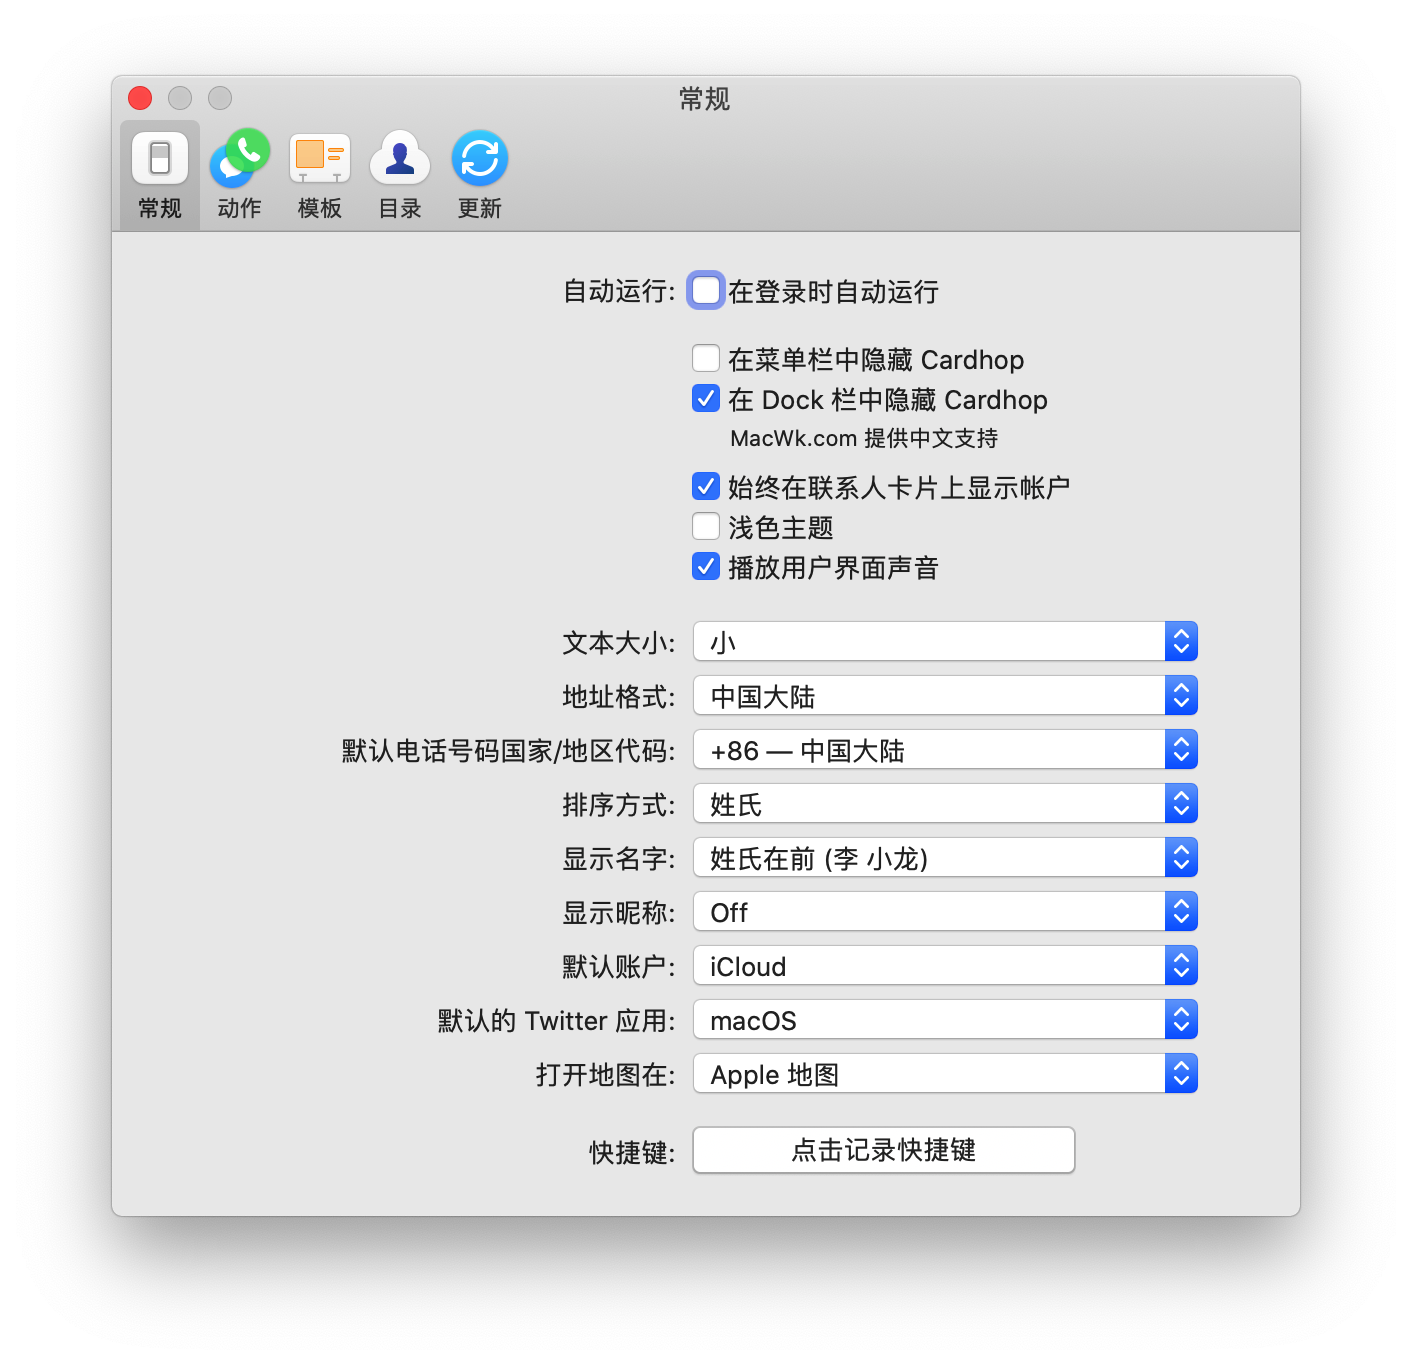 常规
常规 动作 模板 目录 更新
自动运行: 在登录时自动运行
在菜单栏中隐藏 Cardhop
在 Dock 栏中隐藏 Cardhop
MacWk.com 提供中文支持
始终在联系人卡片上显示帐户
浅色主题
播放用户界面声音
文本大小: 小
地址格式: 中国大陆
默认电话号码国家/地区代码: +86 — 中国大陆
排序方式: 姓氏
显示名字: 姓氏在前 (李 小龙)
显示昵称: Off
默认账户: iCloud
默认的 Twitter 应用: macOS
打开地图在: Apple 地图
快捷键: 点击记录快捷键